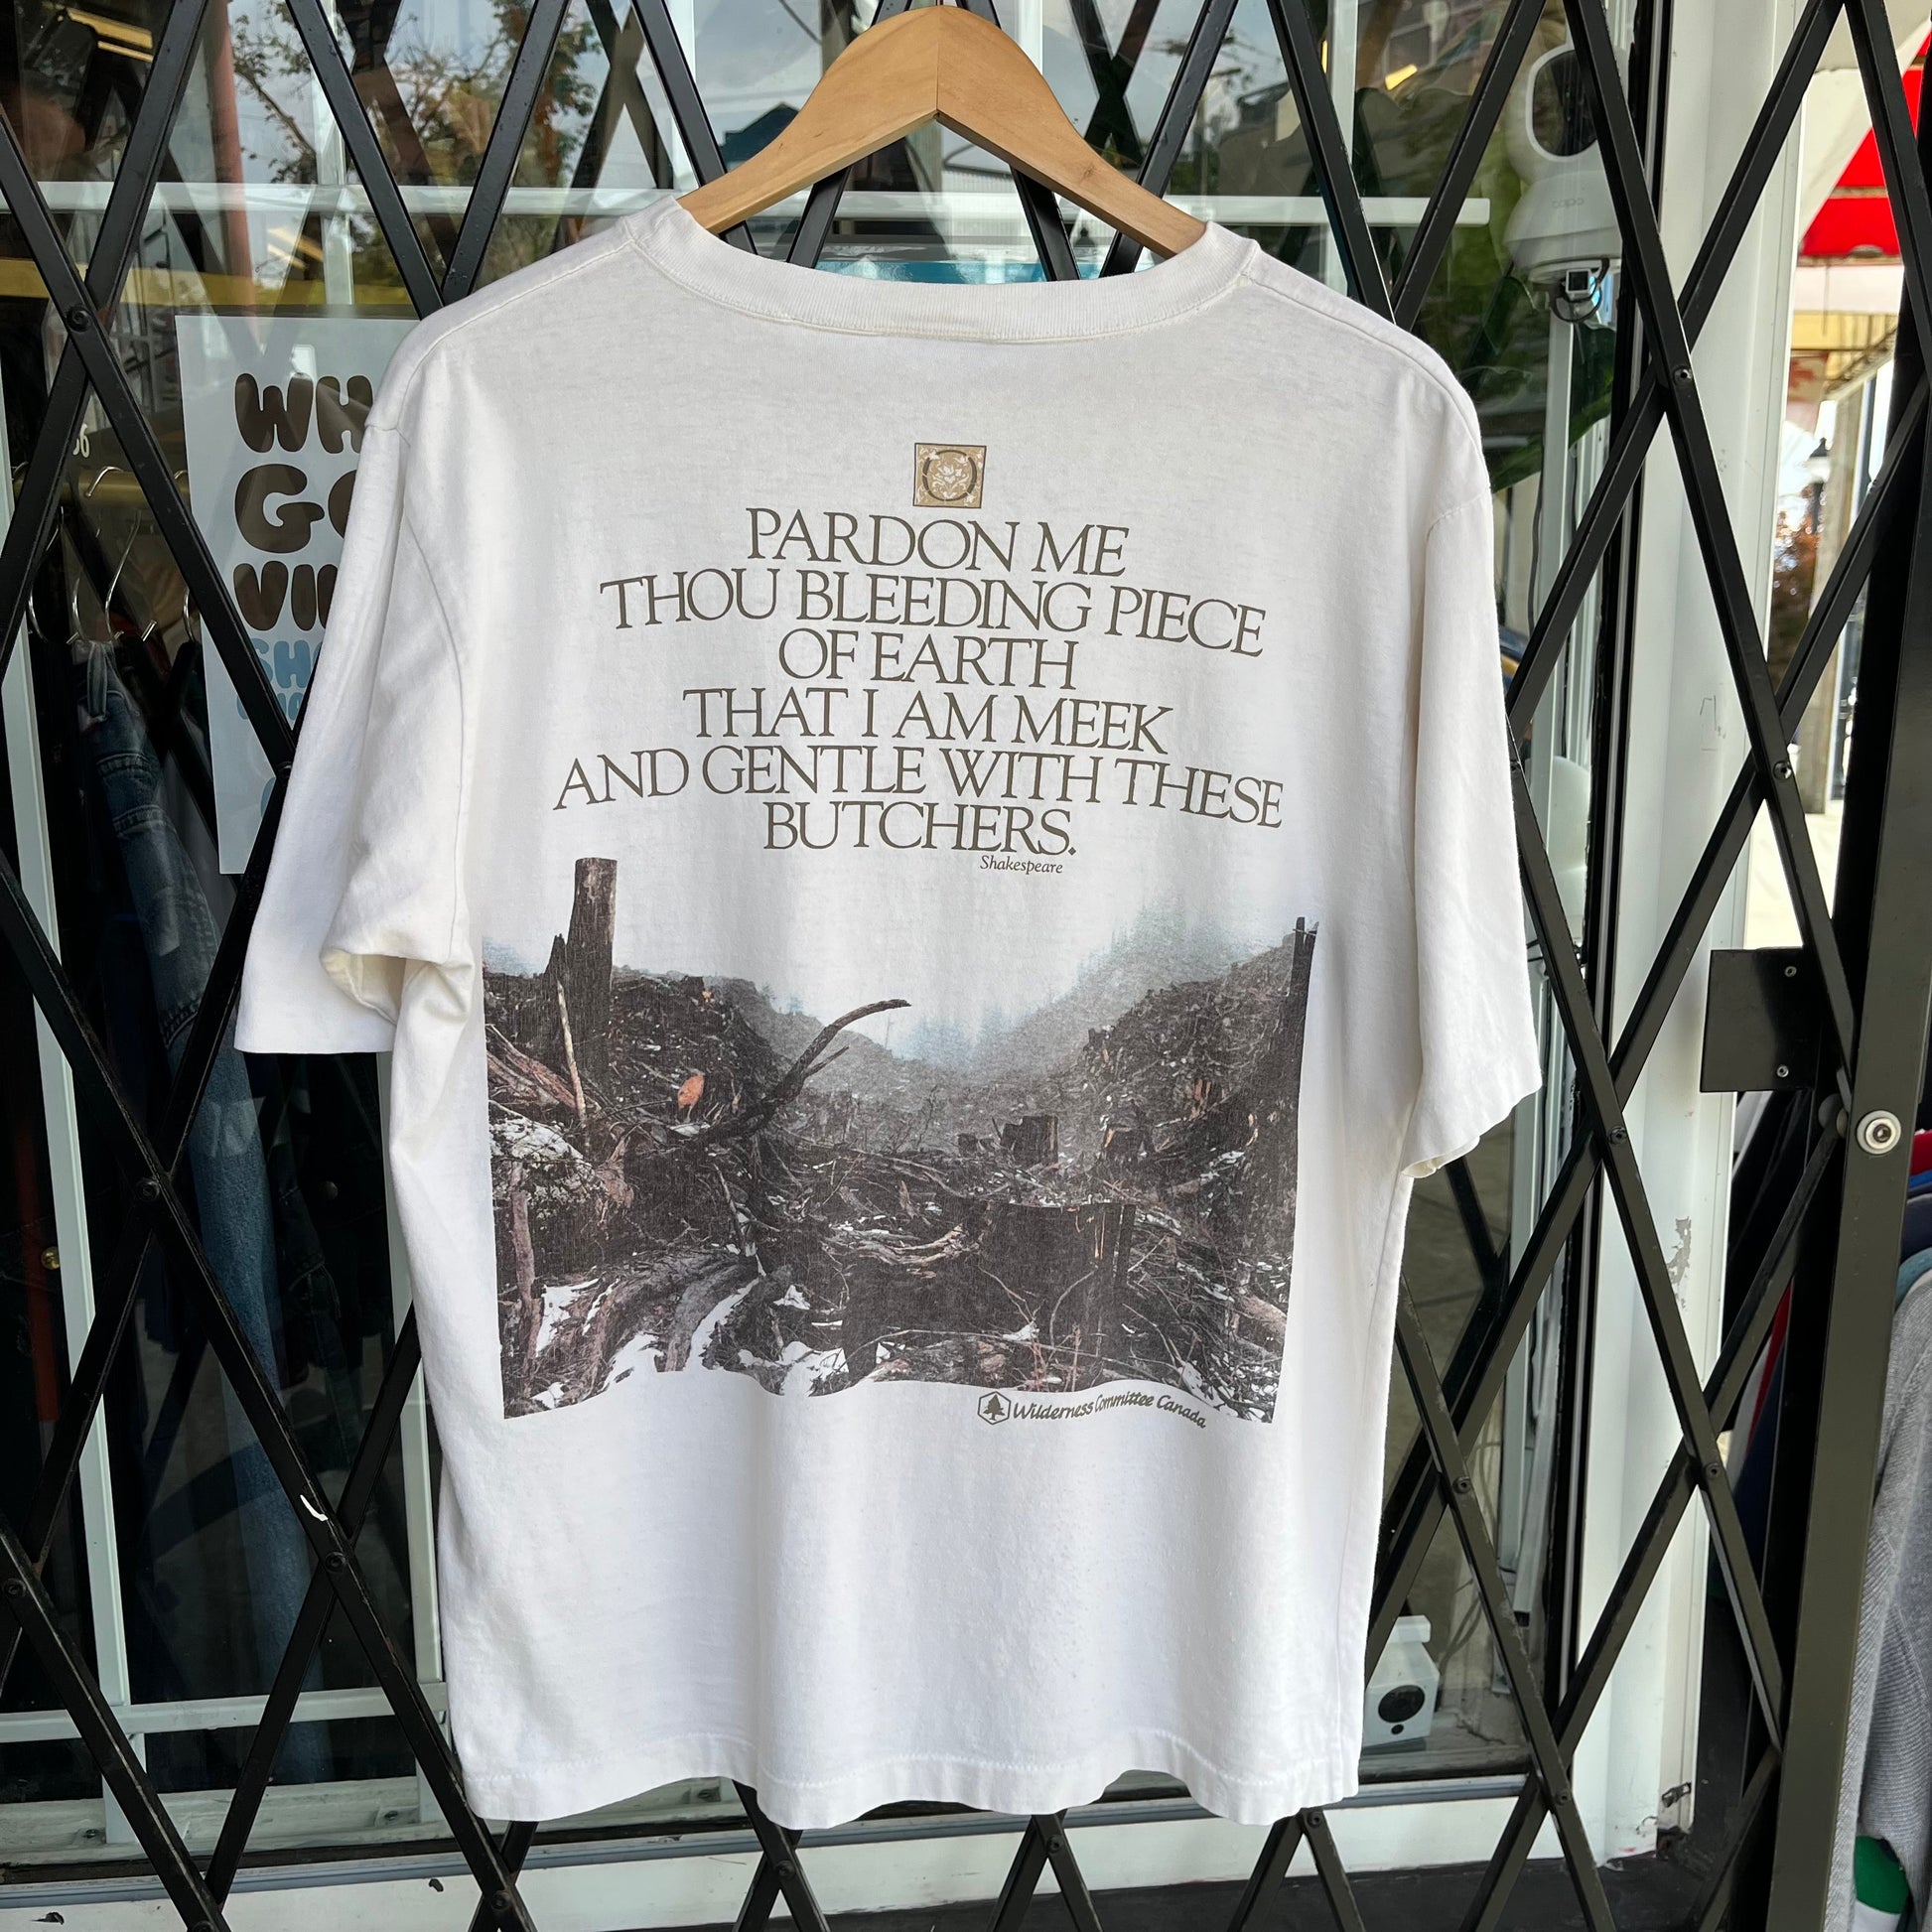 PARDON ME
THOU BLEEDING PIECE
OF EARTH
THAT I AM MEEK
AND GENTLE WITH THESE
BUTCHERS.
Shakespeare
Wilderness Committee Canada